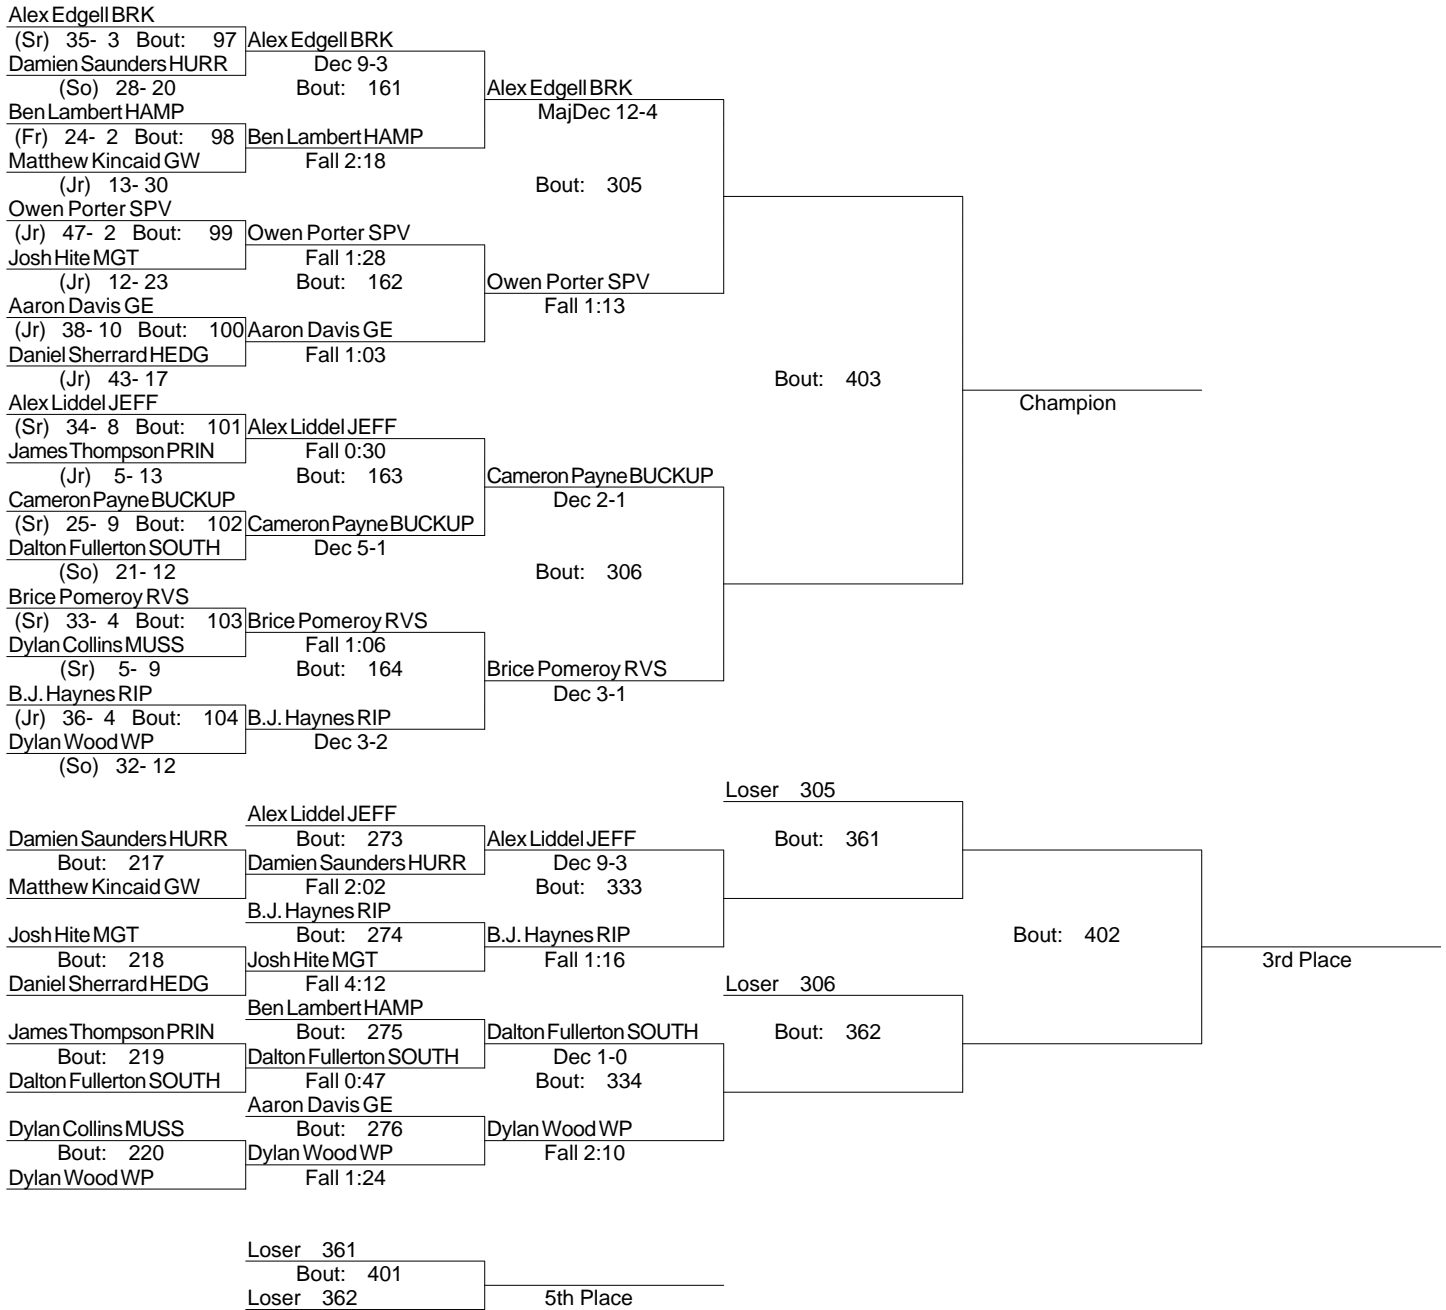 Alex Edgell BRK
(Sr) 35- 3 Bout: 97 Alex Edgell BRK
Damien Saunders HURR Dec 9-3
(So) 28- 20 Bout: 161 Alex Edgell BRK
Ben Lambert HAMP MajDec 12-4
(Fr) 24- 2 Bout: 98 Ben Lambert HAMP
Matthew Kincaid GW Fall 2:18
(Jr) 13- 30 Bout: 305
Owen Porter SPV
(Jr) 47- 2 Bout: 99 Owen Porter SPV
Josh Hite MGT Fall 1:28
(Jr) 12- 23 Bout: 162 Owen Porter SPV
Aaron Davis GE Fall 1:13
(Jr) 38- 10 Bout: 100 Aaron Davis GE
Daniel Sherrard HEDG Fall 1:03
(Jr) 43- 17 Bout: 403
Alex Liddel JEFF Champion
(Sr) 34- 8 Bout: 101 Alex Liddel JEFF
James Thompson PRIN Fall 0:30
(Jr) 5- 13 Bout: 163 Cameron Payne BUCKUP
Cameron Payne BUCKUP Dec 2-1
(Sr) 25- 9 Bout: 102 Cameron Payne BUCKUP
Dalton Fullerton SOUTH Dec 5-1
(So) 21- 12 Bout: 306
Brice Pomeroy RVS
(Sr) 33- 4 Bout: 103 Brice Pomeroy RVS
Dylan Collins MUSS Fall 1:06
(Sr) 5- 9 Bout: 164 Brice Pomeroy RVS
B.J. Haynes RIP Dec 3-1
(Jr) 36- 4 Bout: 104 B.J. Haynes RIP
Dylan Wood WP Dec 3-2
(So) 32- 12
Loser 305
Alex Liddel JEFF
Damien Saunders HURR Bout: 273 Alex Liddel JEFF Bout: 361
Bout: 217 Damien Saunders HURR Dec 9-3
Matthew Kincaid GW Fall 2:02 Bout: 333
B.J. Haynes RIP
Josh Hite MGT Bout: 274 B.J. Haynes RIP Bout: 402
Bout: 218 Josh Hite MGT Fall 1:16 3rd Place
Daniel Sherrard HEDG Fall 4:12 Loser 306
Ben Lambert HAMP
James Thompson PRIN Bout: 275 Dalton Fullerton SOUTH Bout: 362
Bout: 219 Dalton Fullerton SOUTH Dec 1-0
Dalton Fullerton SOUTH Fall 0:47 Bout: 334
Aaron Davis GE
Dylan Collins MUSS Bout: 276 Dylan Wood WP
Bout: 220 Dylan Wood WP Fall 2:10
Dylan Wood WP Fall 1:24
Loser 361
Bout: 401
Loser 362 5th Place